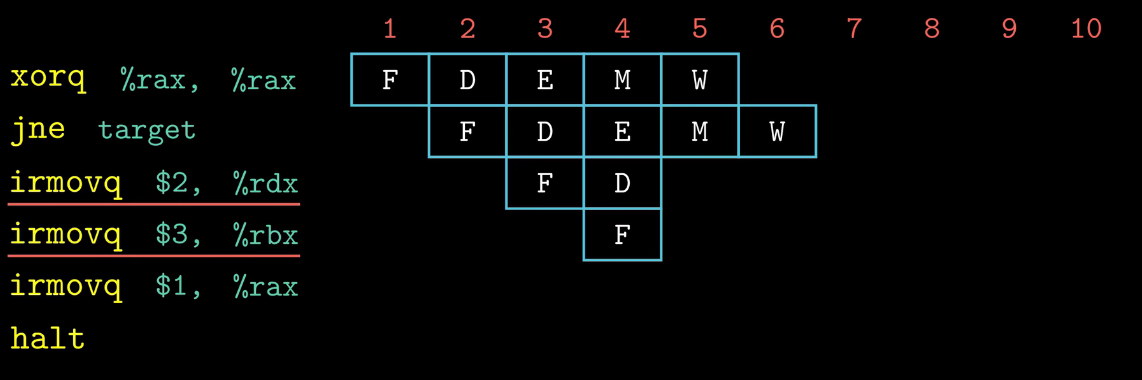 1 2 3 4 5 6 7 8 9 10
xorq %rax, %rax F D E M W
jne target F D E M W
irmovq $2, %rdx F D
irmovq $3, %rbx F
irmovq $1, %rax
halt